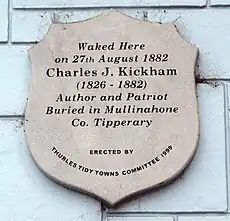 Waked Here
on 27th August 1882
Charles J. Kickham
(1826 - 1882)
Author and Patriot
Buried in Mullinahone
Co. Tipperary
ERECTED BY
THURLES TIDY TOWNS COMMITTEE 1990